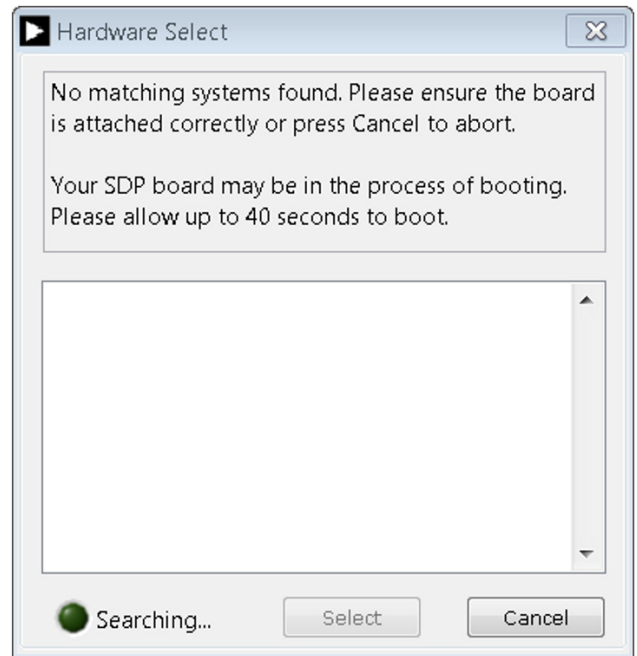 Hardware Select
No matching systems found. Please ensure the board
is attached correctly or press Cancel to abort.
Your SDP board may be in the process of booting.
Please allow up to 40 seconds to boot.
Searching...
Select
Cancel